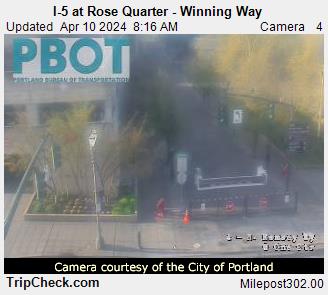 I-5 at Rose Quarter - Winning Way
Updated Apr 10 2024 8:16 AM Camera 4
PBOT
PORTLAND BUREAU OF TRANSPORTATION
Camera courtesy of the City of Portland
TripCheck.com Milepost302.00